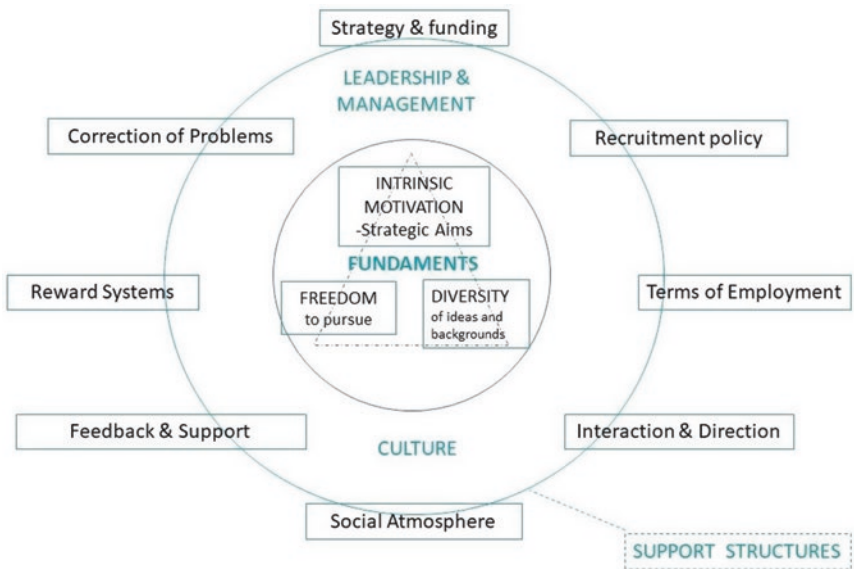 Strategy & funding
LEADERSHIP &
MANAGEMENT
Correction of Problems
Recruitment policy
INTRINSIC
MOTIVATION
-Strategic Aims
FUNDAMENTS
Reward Systems
FREEDOM
to pursue
DIVERSITY
of ideas and
backgrounds
Terms of Employment
Feedback & Support
CULTURE
Interaction & Direction
Social Atmosphere
SUPPORT STRUCTURES